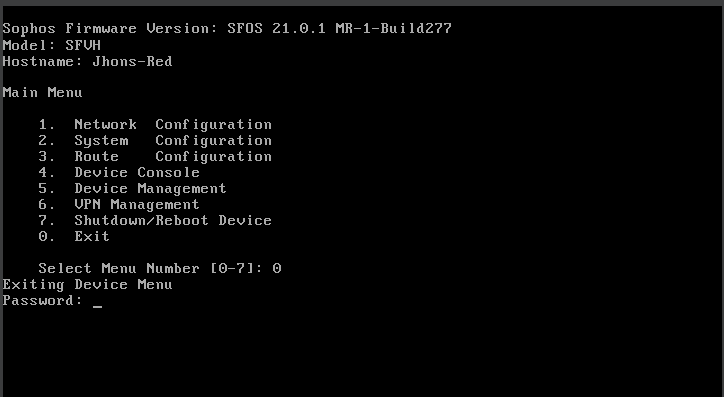 Sophos Firmware Version: SFOS 21.0.1 MR-1-Build277
Model: SFVH
Hostname: Jhons-Red
Main Menu
1.  Network  Configuration
2.  System   Configuration
3.  Route    Configuration
4.  Device Console
5.  Device Management
6.  VPN Management
7.  Shutdown/Reboot Device
0.  Exit
Select Menu Number [0-7]: 0
Exiting Device Menu
Password: _